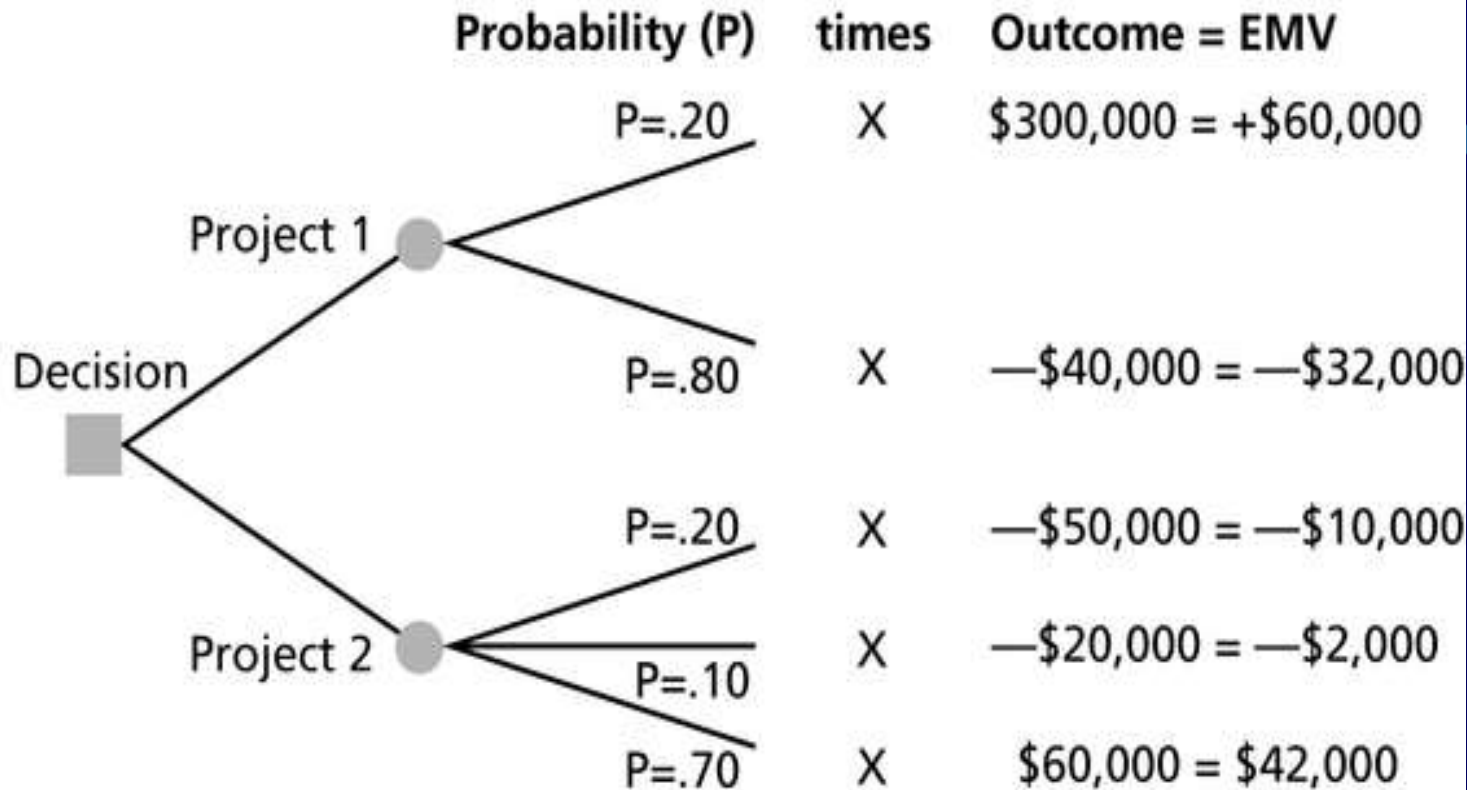 Probability (P) times Outcome = EMV
P=.20 X $300,000 = +$60,000
Project 1
P=.80 X —$40,000 = —$32,000
Decision
P=.20 X —$50,000 = —$10,000
Project 2 X —$20,000 = —$2,000
P=.10
P=.70 X $60,000 = $42,000